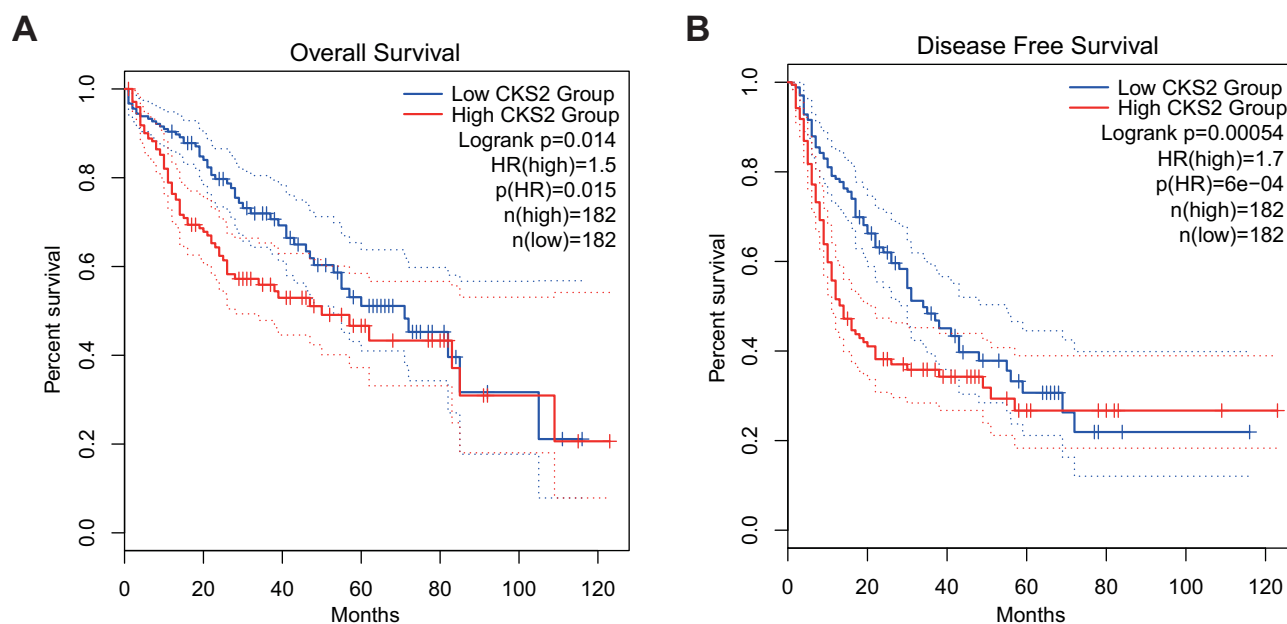 A
Overall Survival
Percent survival
1.0
0.8
0.6
0.4
0.2
0.0
Low CKS2 Group
High CKS2 Group
Logrank p=0.014
HR(high)=1.5
p(HR)=0.015
n(high)=182
n(low)=182
0 20 40 60 80 100 120
Months
B
Disease Free Survival
Percent survival
1.0
0.8
0.6
0.4
0.2
0.0
Low CKS2 Group
High CKS2 Group
Logrank p=0.00054
HR(high)=1.7
p(HR)=6e−04
n(high)=182
n(low)=182
0 20 40 60 80 100 120
Months